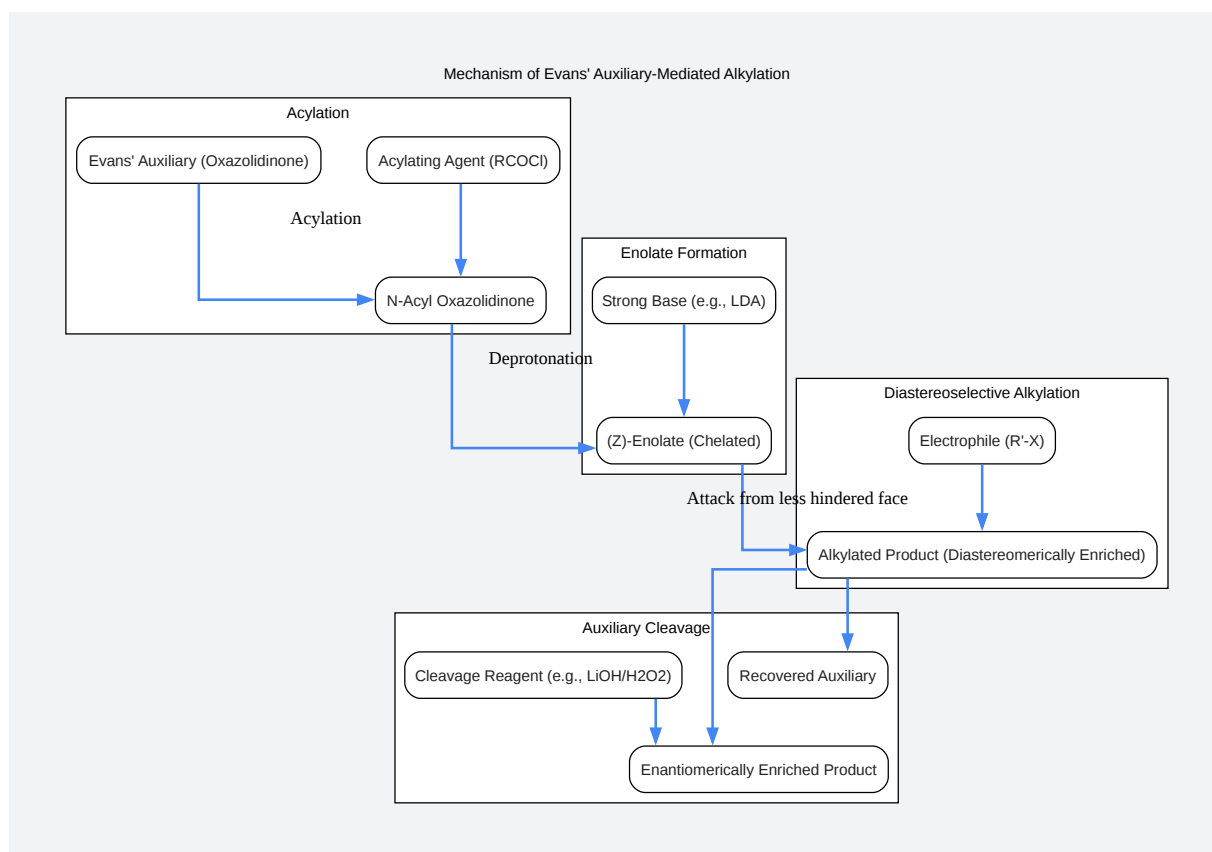 Mechanism of Evans' Auxiliary-Mediated Alkylation
Acylation
Evans' Auxiliary (Oxazolidinone)
Acylating Agent (RCOCl)
Acylation
N-Acyl Oxazolidinone
Enolate Formation
Strong Base (e.g., LDA)
Deprotonation
(Z)-Enolate (Chelated)
Diastereoselective Alkylation
Electrophile (R'-X)
Attack from less hindered face
Alkylated Product (Diastereomerically Enriched)
Auxiliary Cleavage
Cleavage Reagent (e.g., LiOH/H2O2)
Recovered Auxiliary
Enantiomerically Enriched Product